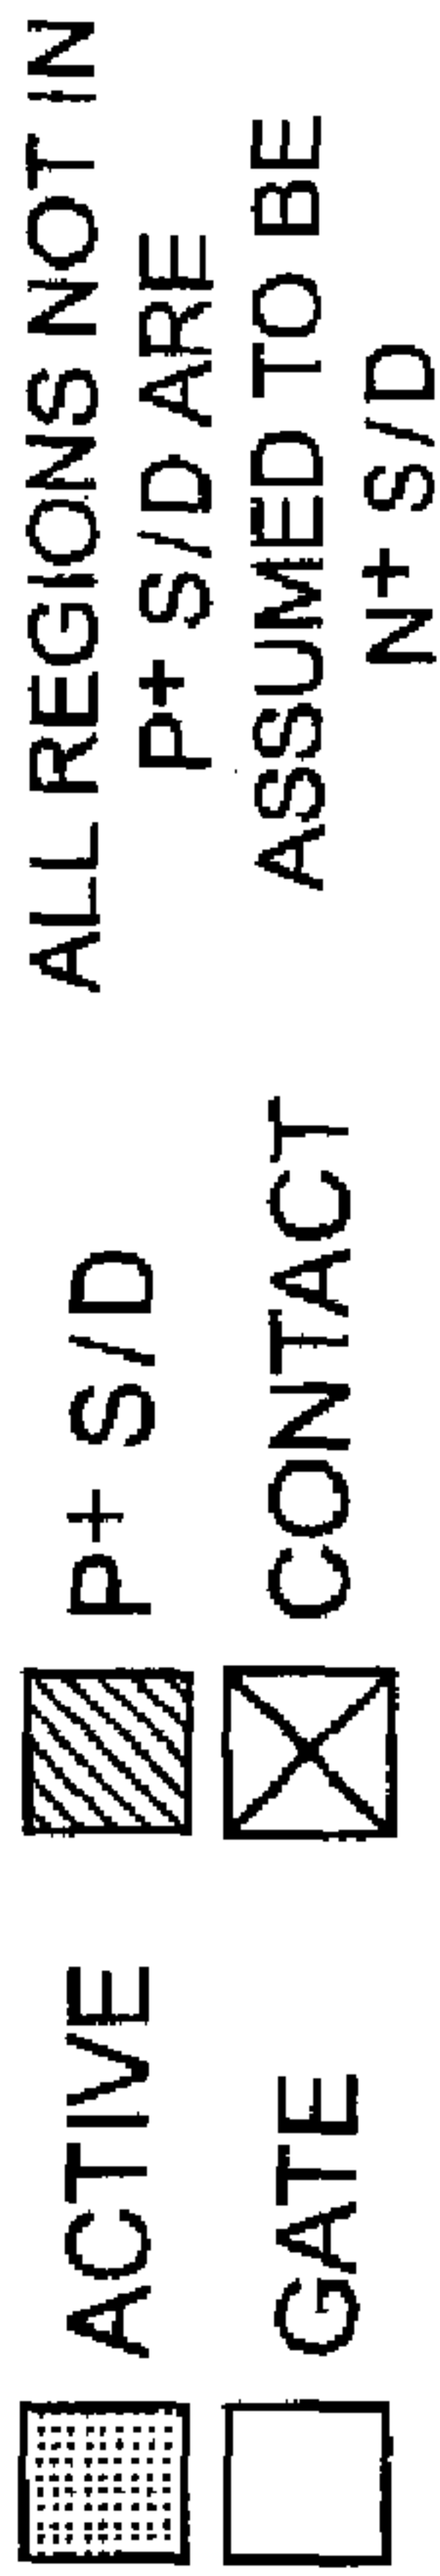 ACTIVE
GATE
P+ S/D
CONTACT
ALL REGIONS NOT IN
P+ S/D ARE
ASSUMED TO BE
N+ S/D